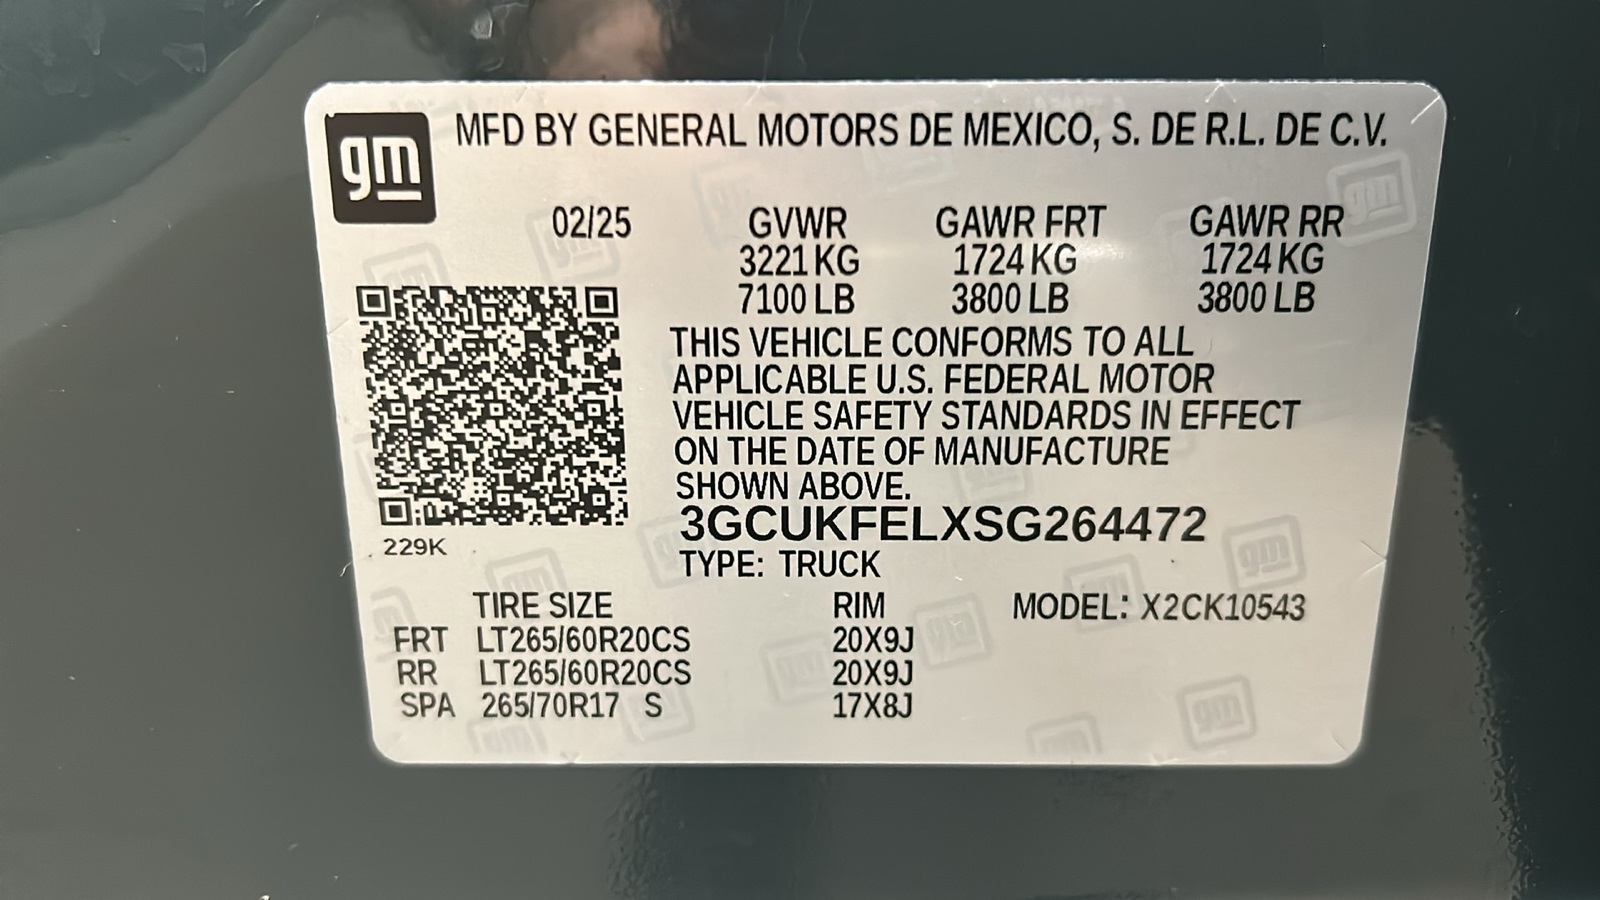 gm MFD BY GENERAL MOTORS DE MEXICO, S. DE R.L. DE C.V.
02/25 GVWR GAWR FRT GAWR RR
3221 KG 1724 KG 1724 KG
7100 LB 3800 LB 3800 LB
THIS VEHICLE CONFORMS TO ALL
APPLICABLE U.S. FEDERAL MOTOR
VEHICLE SAFETY STANDARDS IN EFFECT
ON THE DATE OF MANUFACTURE
SHOWN ABOVE.
3GCUKFELXSG264472
229K
TYPE: TRUCK
TIRE SIZE RIM MODEL: X2CK10543
FRT LT265/60R20CS 20X9J
RR LT265/60R20CS 20X9J
SPA 265/70R17 S 17X8J